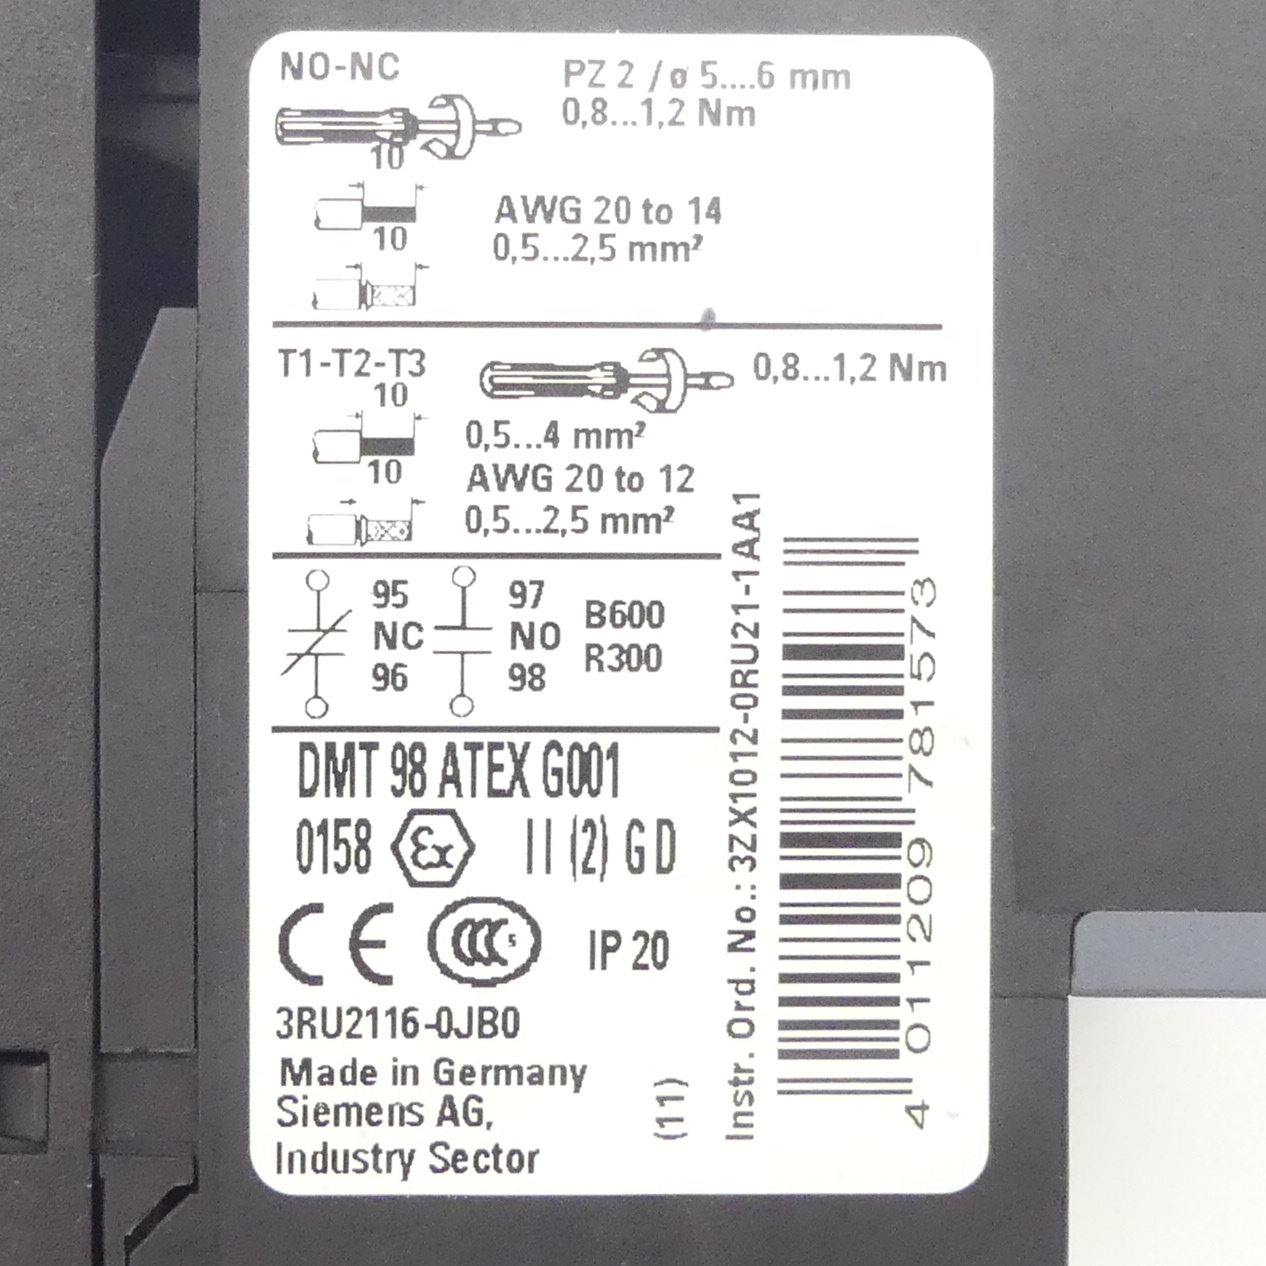 NO-NC
PZ 2 / ø 5....6 mm
0,8...1,2 Nm
10
AWG 20 to 14
10
0,5...2,5 mm²
T1-T2-T3
0,8...1,2 Nm
10
0,5...4 mm²
10
AWG 20 to 12
0,5...2,5 mm²
95
97
B600
NC
NO
R300
96
98
DMT 98 ATEX G001
0158 Ex II (2) G D
CE CCC S IP 20
3RU2116-0JB0
Made in Germany
Siemens AG,
Industry Sector
(11)
Instr. Ord. No.: 3ZX1012-0RU21-1AA1
4 011209 781573